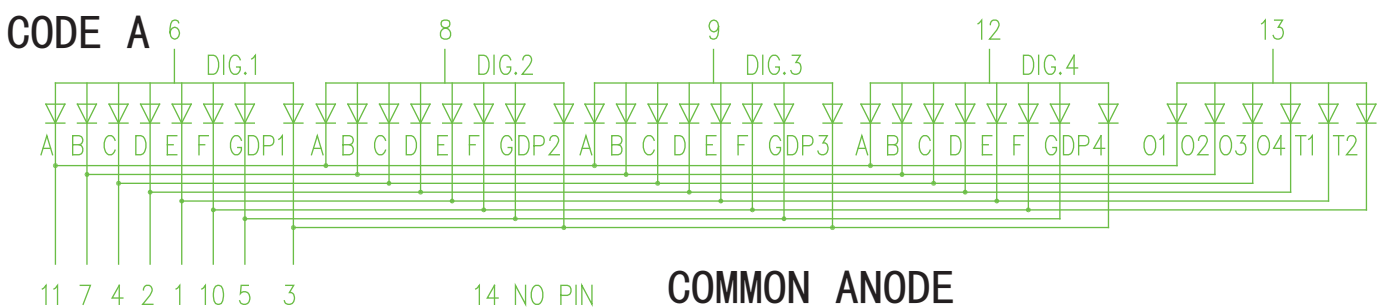 CODE A 6 8 9 12 13
DIG.1 DIG.2 DIG.3 DIG.4
A B C D E F G DP1 A B C D E F G DP2 A B C D E F G DP3 A B C D E F G DP4 O1 O2 O3 O4 T1 T2
11 7 4 2 1 10 5 3 14 NO PIN COMMON ANODE